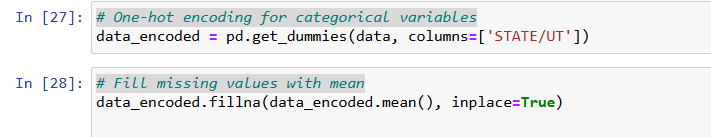 In [27]: # One-hot encoding for categorical variables
data_encoded = pd.get_dummies(data, columns=['STATE/UT'])
In [28]: # Fill missing values with mean
data_encoded.fillna(data_encoded.mean(), inplace=True)